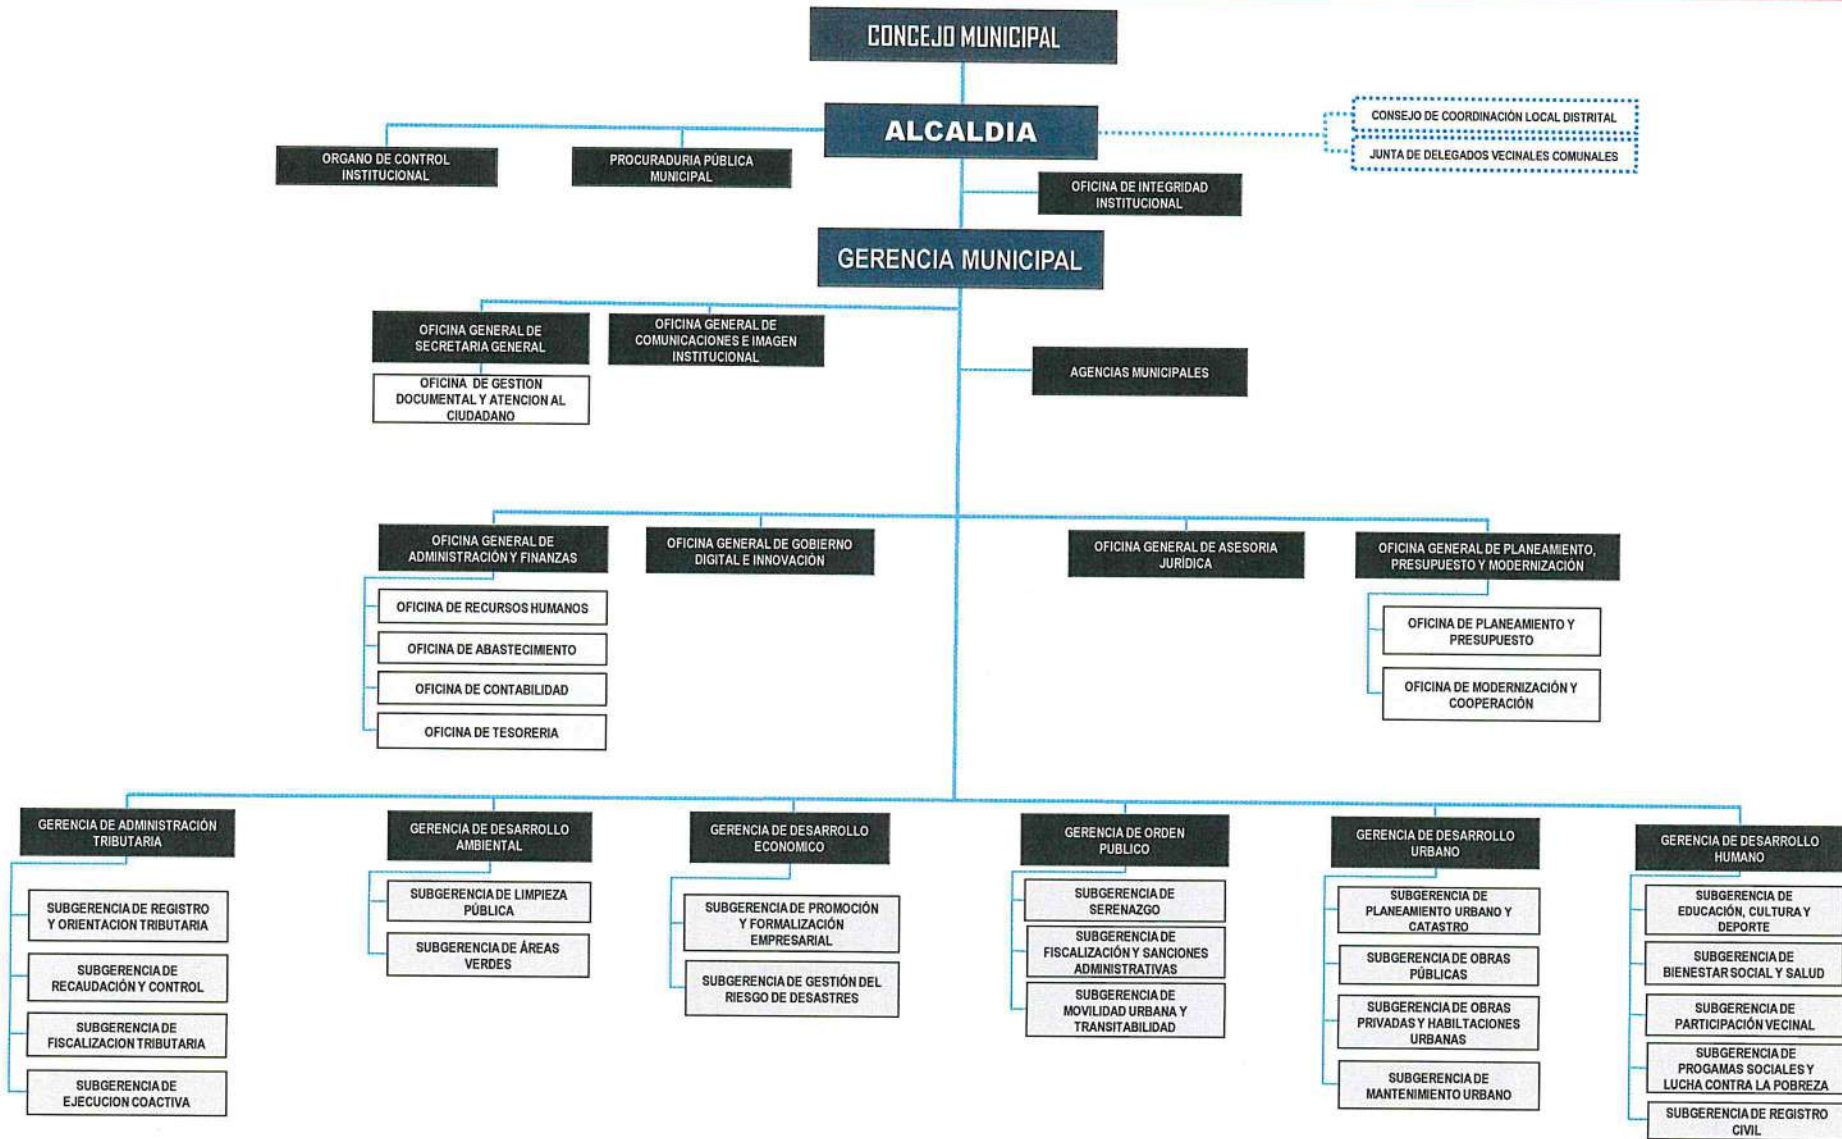 CONCEJO MUNICIPAL
ALCALDIA
CONSEJO DE COORDINACIÓN LOCAL DISTRITAL
JUNTA DE DELEGADOS VECINALES COMUNALES
ORGANO DE CONTROL
INSTITUCIONAL
PROCURADURIA PÚBLICA
MUNICIPAL
OFICINA DE INTEGRIDAD
INSTITUCIONAL
GERENCIA MUNICIPAL
OFICINA GENERAL DE
SECRETARIA GENERAL
OFICINA GENERAL DE
COMUNICACIONES E IMAGEN
INSTITUCIONAL
OFICINA DE GESTION
DOCUMENTAL Y ATENCION AL
CIUDADANO
AGENCIAS MUNICIPALES
OFICINA GENERAL DE
ADMINISTRACIÓN Y FINANZAS
OFICINA DE RECURSOS HUMANOS
OFICINA DE ABASTECIMIENTO
OFICINA DE CONTABILIDAD
OFICINA DE TESORERIA
OFICINA GENERAL DE GOBIERNO
DIGITAL E INNOVACIÓN
OFICINA GENERAL DE ASESORIA
JURÍDICA
OFICINA GENERAL DE PLANEAMIENTO,
PRESUPUESTO Y MODERNIZACIÓN
OFICINA DE PLANEAMIENTO Y
PRESUPUESTO
OFICINA DE MODERNIZACIÓN Y
COOPERACIÓN
GERENCIA DE ADMINISTRACIÓN
TRIBUTARIA
SUBGERENCIA DE REGISTRO
Y ORIENTACION TRIBUTARIA
SUBGERENCIA DE
RECAUDACIÓN Y CONTROL
SUBGERENCIA DE
FISCALIZACION TRIBUTARIA
SUBGERENCIA DE
EJECUCION COACTIVA
GERENCIA DE DESARROLLO
AMBIENTAL
SUBGERENCIA DE LIMPIEZA
PÚBLICA
SUBGERENCIA DE ÁREAS
VERDES
GERENCIA DE DESARROLLO
ECONOMICO
SUBGERENCIA DE PROMOCIÓN
Y FORMALIZACIÓN
EMPRESARIAL
SUBGERENCIA DE GESTIÓN DEL
RIESGO DE DESASTRES
GERENCIA DE ORDEN
PUBLICO
SUBGERENCIA DE
SERENAZGO
SUBGERENCIA DE
FISCALIZACIÓN Y SANCIONES
ADMINISTRATIVAS
SUBGERENCIA DE
MOVILIDAD URBANA Y
TRANSITABILIDAD
GERENCIA DE DESARROLLO
URBANO
SUBGERENCIA DE
PLANEAMIENTO URBANO Y
CATASTRO
SUBGERENCIA DE OBRAS
PÚBLICAS
SUBGERENCIA DE OBRAS
PRIVADAS Y HABILTACIONES
URBANAS
SUBGERENCIA DE
MANTENIMIENTO URBANO
GERENCIA DE DESARROLLO
HUMANO
SUBGERENCIA DE
EDUCACIÓN, CULTURA Y
DEPORTE
SUBGERENCIA DE
BIENESTAR SOCIAL Y SALUD
SUBGERENCIA DE
PARTICIPACIÓN VECINAL
SUBGERENCIA DE
PROGAMAS SOCIALES Y
LUCHA CONTRA LA POBREZA
SUBGERENCIA DE REGISTRO
CIVIL